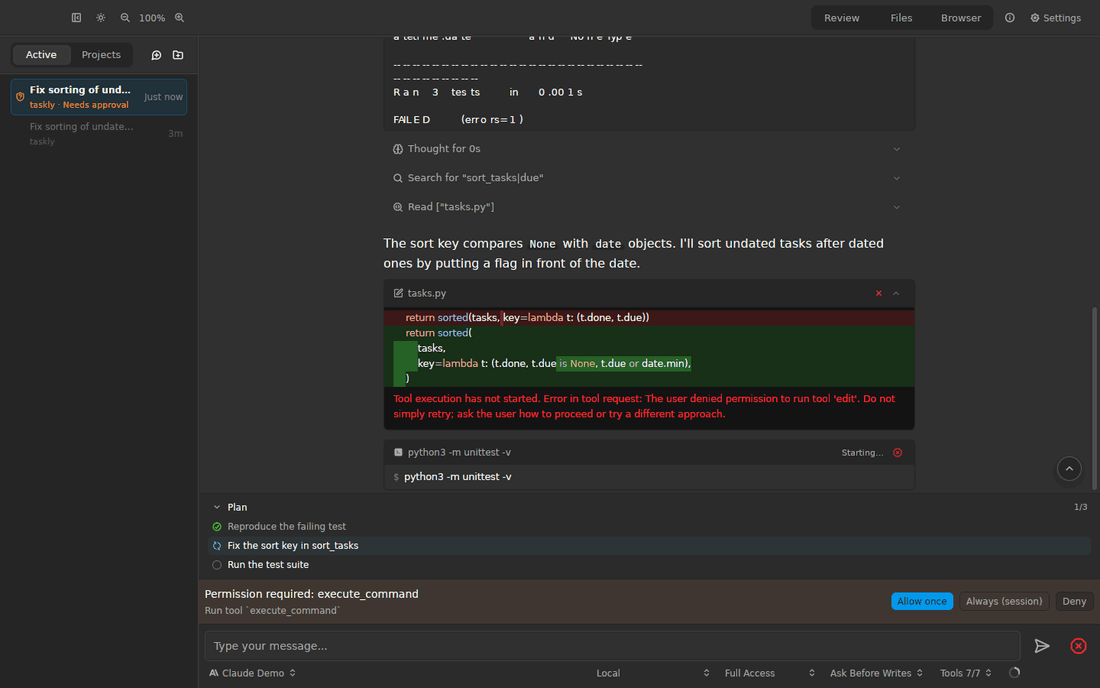 100%
Review Files Browser Settings
Active Projects
Fix sorting of und... Just now
taskly · Needs approval
Fix sorting of undate... 3m
taskly
-- -- -- -- -- -- -- -- -- -- -- -- -- -- -- -- -- -- -- -- -- -- -- -- -- -- --
-- -- -- -- -- -- -- -- --
Ran 3 tests in 0.001s
FAILED (errors=1)
Thought for 0s
Search for "sort_tasks|due"
Read ["tasks.py"]
The sort key compares None with date objects. I'll sort undated tasks after dated
ones by putting a flag in front of the date.
tasks.py
return sorted(tasks, key=lambda t: (t.done, t.due))
return sorted(
tasks,
key=lambda t: (t.done, t.due is None, t.due or date.min),
)
Tool execution has not started. Error in tool request: The user denied permission to run tool 'edit'. Do not
simply retry; ask the user how to proceed or try a different approach.
python3 -m unittest -v Starting...
$ python3 -m unittest -v
Plan 1/3
Reproduce the failing test
Fix the sort key in sort_tasks
Run the test suite
Permission required: execute_command
Run tool `execute_command`
Allow once Always (session) Deny
Type your message...
Claude Demo Local Full Access Ask Before Writes Tools 7/7